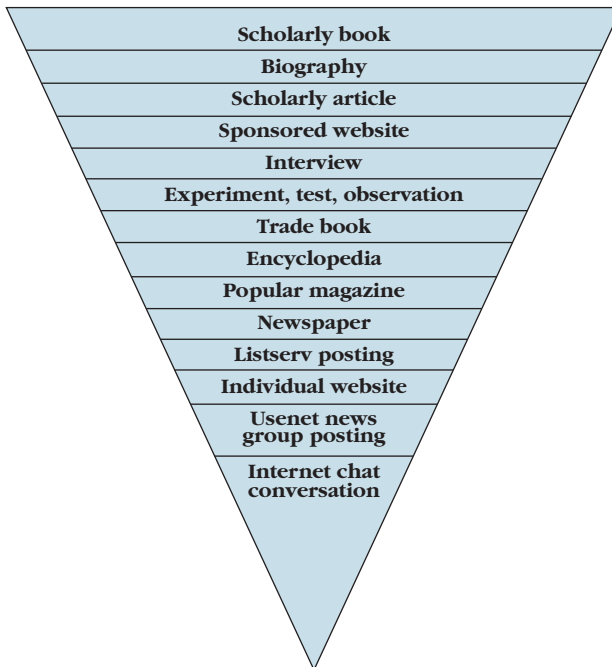 Scholarly book
Biography
Scholarly article
Sponsored website
Interview
Experiment, test, observation
Trade book
Encyclopedia
Popular magazine
Newspaper
Listserv posting
Individual website
Usenet news
group posting
Internet chat
conversation